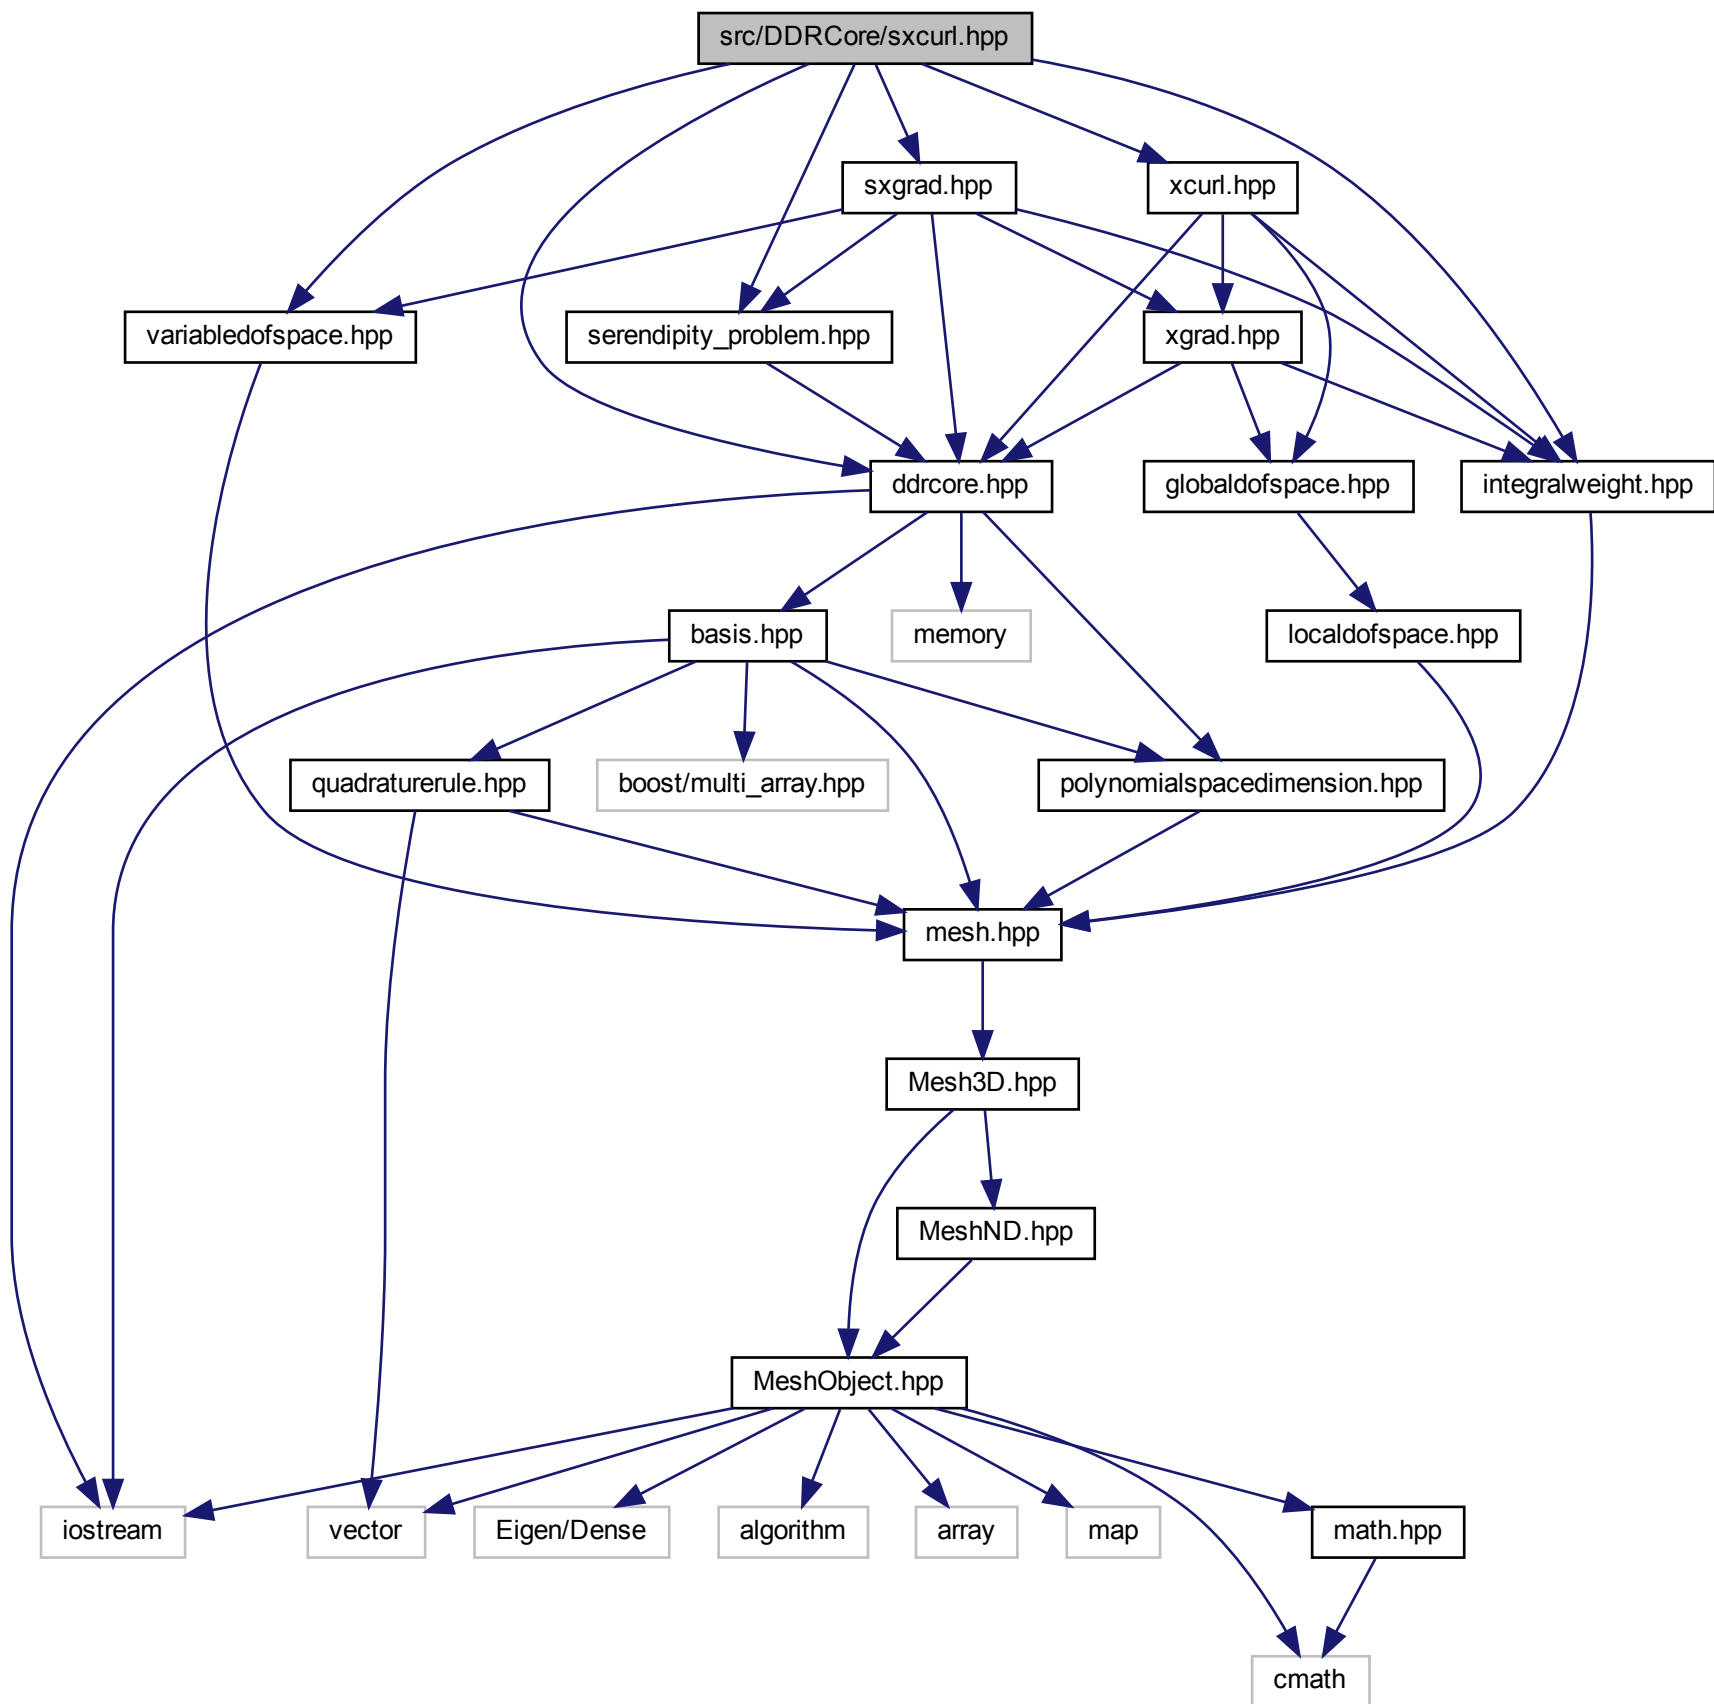 src/DDRCore/sxcurl.hpp
sxgrad.hpp
xcurl.hpp
variabledofspace.hpp
serendipity_problem.hpp
xgrad.hpp
ddrcore.hpp
globaldofspace.hpp
integralweight.hpp
basis.hpp
memory
localdofspace.hpp
quadraturerule.hpp
boost/multi_array.hpp
polynomialspacedimension.hpp
mesh.hpp
Mesh3D.hpp
MeshND.hpp
MeshObject.hpp
iostream
vector
Eigen/Dense
algorithm
array
map
math.hpp
cmath